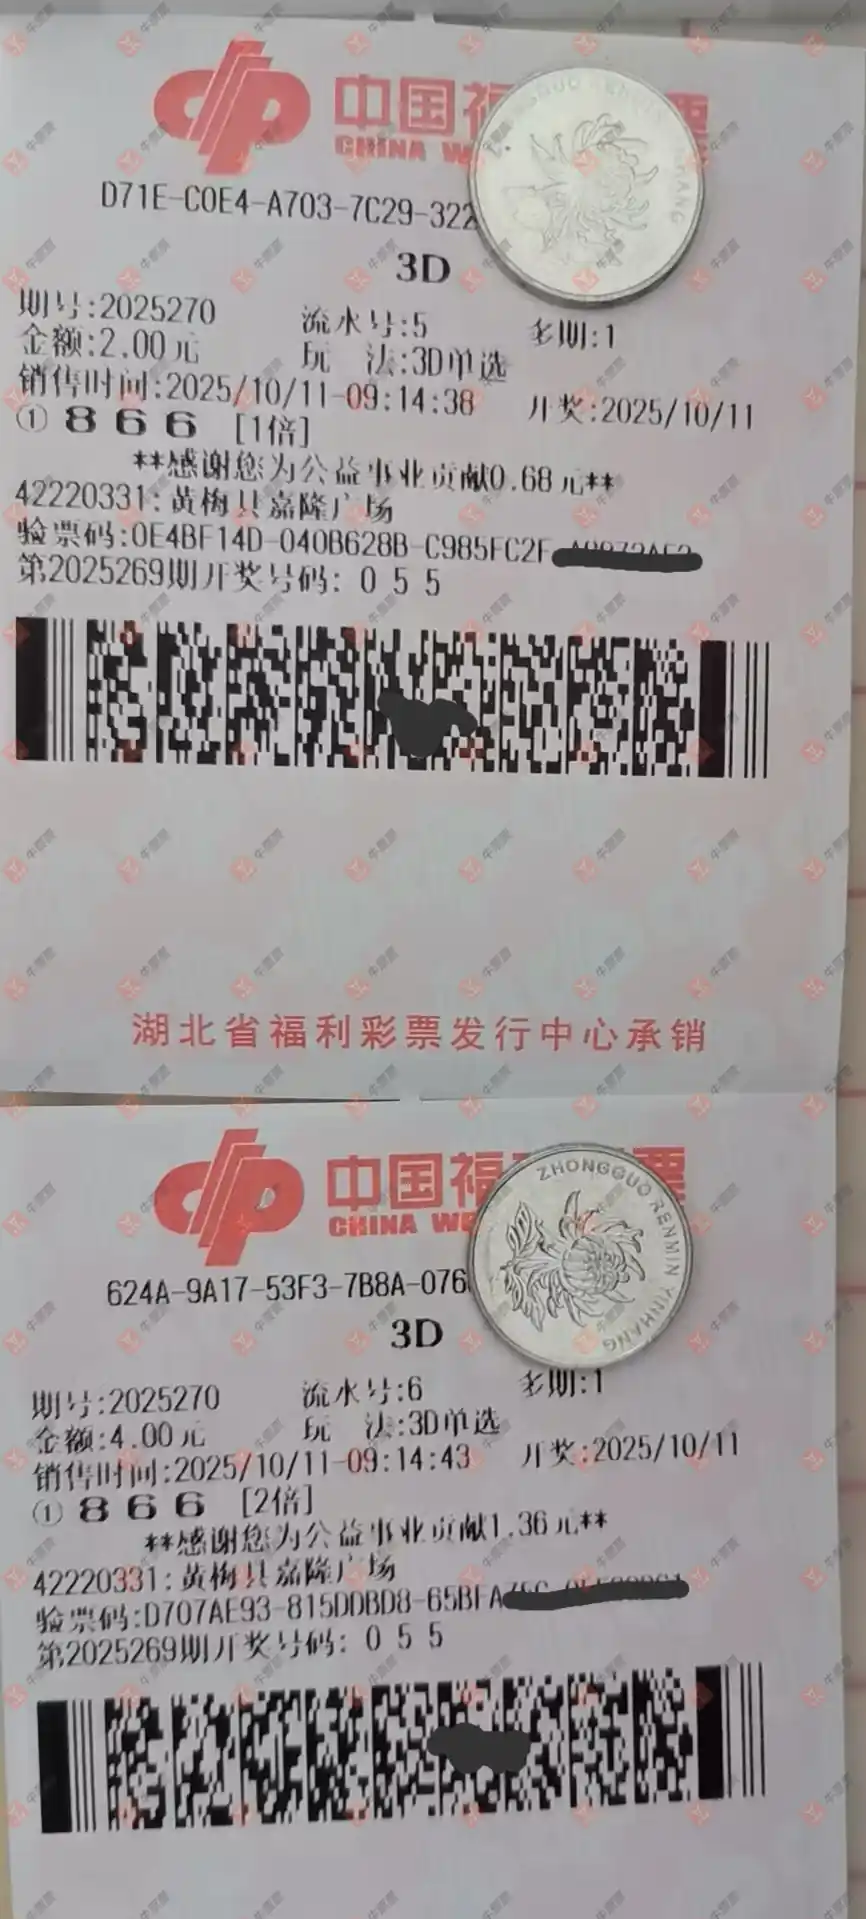 中国福 票
CHINA W
D71E-C0E4-A703-7C29-322
3D
期号:2025270 流水号:5 多期:1
金额:2.00元 玩 法:3D单选
销售时间:2025/10/11-09:14:38 开奖:2025/10/11
① 8 6 6 [1倍]
**感谢您为公益事业贡献0.68元**
42220331: 黄梅县嘉隆广场
验票码:0E4BF14D-040B628B-C985FC2F
第2025269期开奖号码: 0 5 5
湖北省福利彩票发行中心承销
中国福 票
CHINA WE
ZHONGGUO RENMIN YINHANG
624A-9A17-53F3-7B8A-076
3D
期号:2025270 流水号:6 多期:1
金额:4.00元 玩 法:3D单选
销售时间:2025/10/11-09:14:43 开奖:2025/10/11
① 8 6 6 [2倍]
**感谢您为公益事业贡献1.36元**
42220331: 黄梅县嘉隆广场
验票码:D707AE93-815DDBD8-65BFA
第2025269期开奖号码: 0 5 5